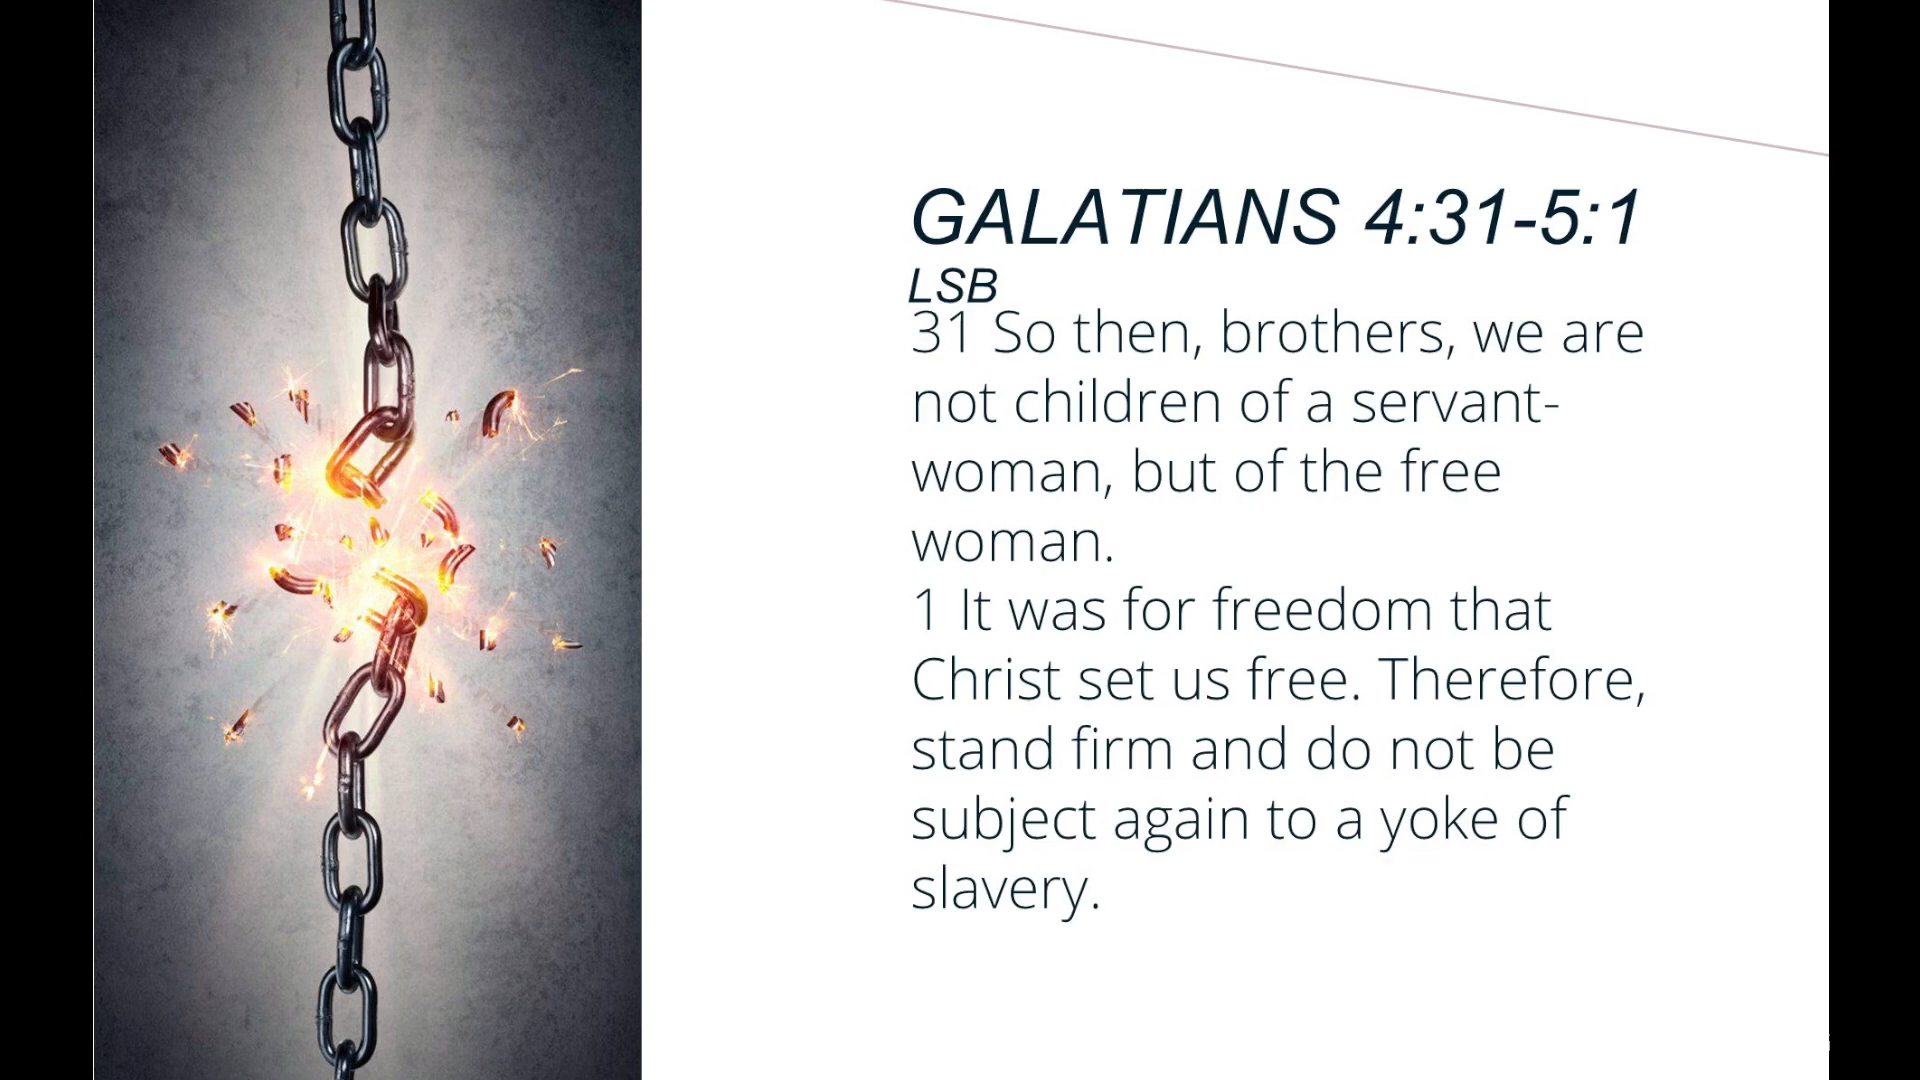 GALATIANS 4:31-5:1
LSB
31 So then, brothers, we are
not children of a servant-
woman, but of the free
woman.
1 It was for freedom that
Christ set us free. Therefore,
stand firm and do not be
subject again to a yoke of
slavery.